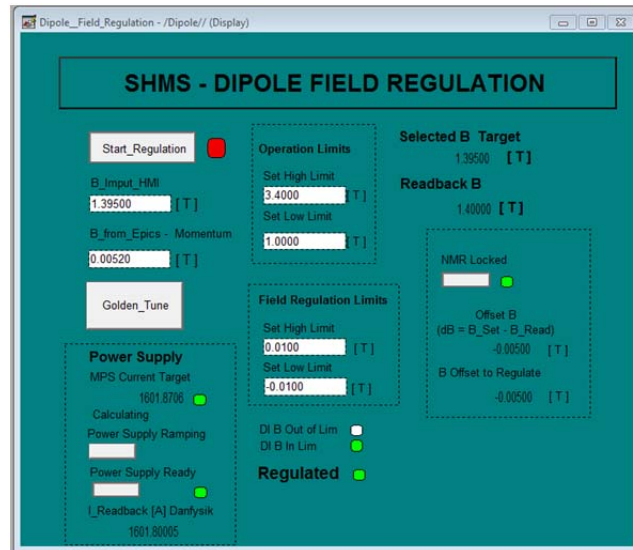 Dipole__Field_Regulation - /Dipole// (Display)
SHMS - DIPOLE FIELD REGULATION
Start_Regulation
B_Imput_HMI
1.39500 [ T ]
B_from_Epics - Momentum
0.00520 [ T ]
Golden_Tune
Power Supply
MPS Current Target
1601.8706
Calculating
Power Supply Ramping
Power Supply Ready
I_Readback [A] Danfysik
1601.80005
Operation Limits
Set High Limit
3.4000 [ T ]
Set Low Limit
1.0000 [ T ]
Field Regulation Limits
Set High Limit
0.0100 [ T ]
Set Low Limit
-0.0100 [ T ]
DI B Out of Lim
DI B In Lim
Regulated
Selected B Target
1.39500 [ T ]
Readback B
1.40000 [ T ]
NMR Locked
Offset B
(dB = B_Set - B_Read)
-0.00500 [ T ]
B Offset to Regulate
-0.00500 [ T ]